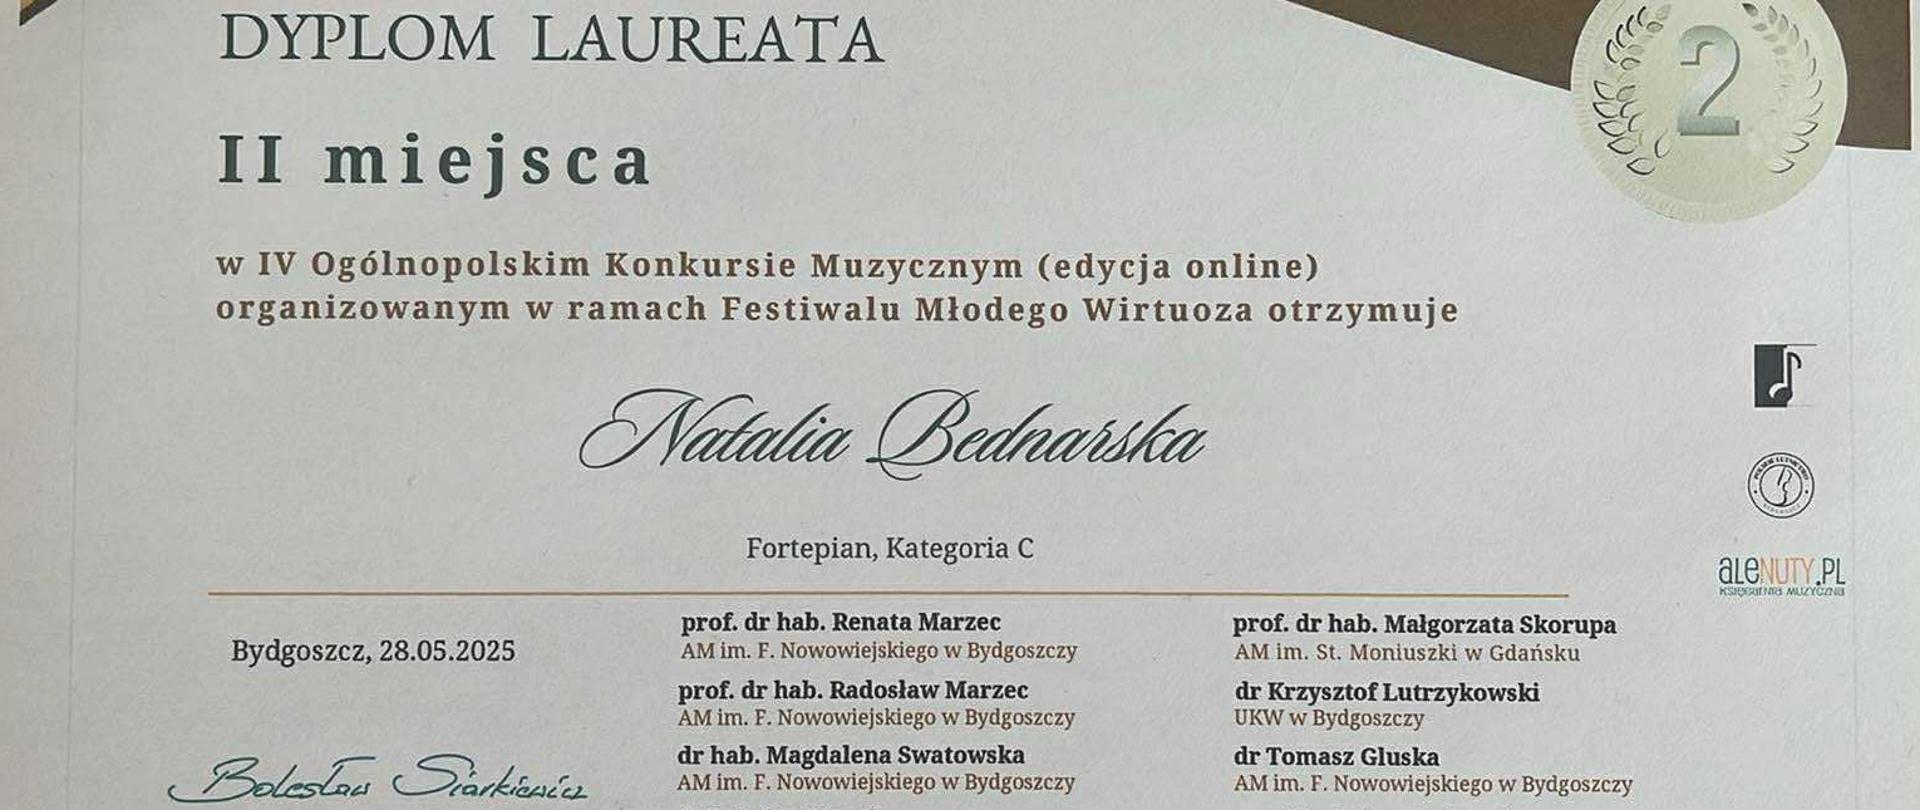 DYPLOM LAUREATA
2
II miejsca
w IV Ogólnopolskim Konkursie Muzycznym (edycja online)
organizowanym w ramach Festiwalu Młodego Wirtuoza otrzymuje
Natalia Bednarska
Fortepian, Kategoria C
aleNUTY.PL
KSIĘGARNIA MUZYCZNA
Bydgoszcz, 28.05.2025
Bolesław Siarkiewicz
prof. dr hab. Renata Marzec
AM im. F. Nowowiejskiego w Bydgoszczy
prof. dr hab. Radosław Marzec
AM im. F. Nowowiejskiego w Bydgoszczy
dr hab. Magdalena Swatowska
AM im. F. Nowowiejskiego w Bydgoszczy
prof. dr hab. Małgorzata Skorupa
AM im. St. Moniuszki w Gdańsku
dr Krzysztof Lutrzykowski
UKW w Bydgoszczy
dr Tomasz Gluska
AM im. F. Nowowiejskiego w Bydgoszczy